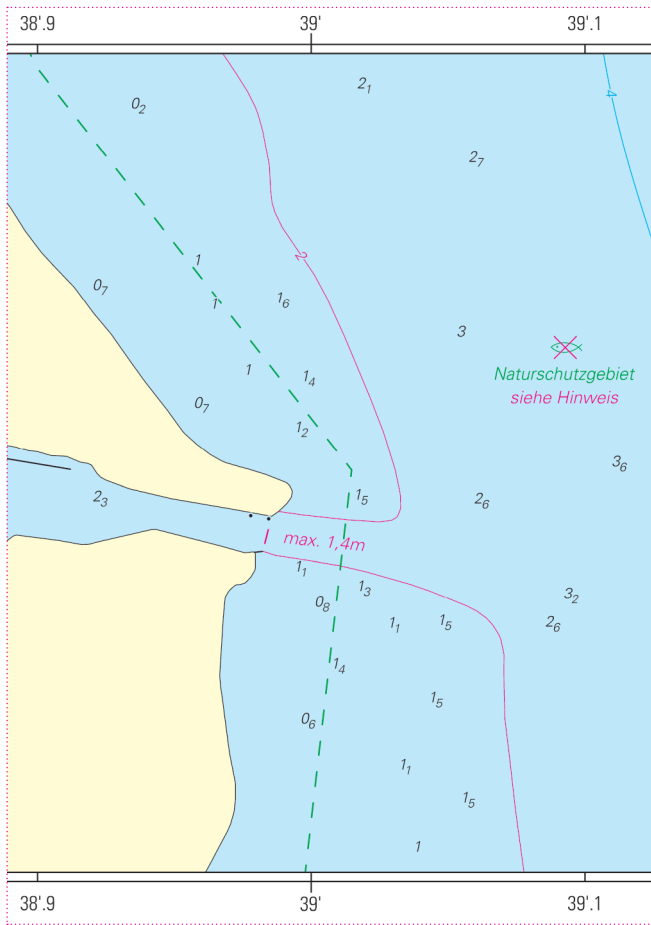 38'.9 39' 39'.1
0₂ 2₁ 4
2₇
1 2
0₇ 1 1₆
3
1 1₄ Naturschutzgebiet
0₇ siehe Hinweis
1₂
3₆
2₃ 1₅ 2₆
max. 1,4m
1₁
0₈ 1₃ 3₂
1₁ 1₅ 2₆
1₄
0₆ 1₅
1₁
1₅
1
38'.9 39' 39'.1